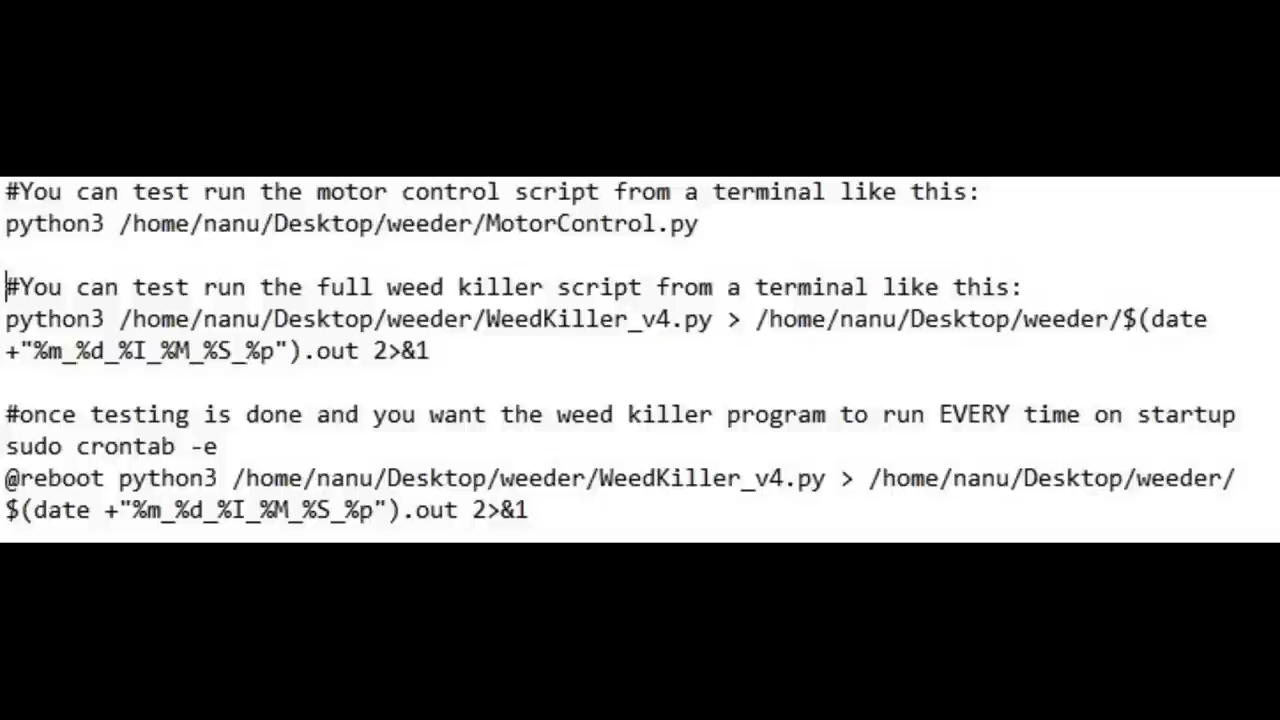 #You can test run the motor control script from a terminal like this:
python3 /home/nanu/Desktop/weeder/MotorControl.py
#You can test run the full weed killer script from a terminal like this:
python3 /home/nanu/Desktop/weeder/WeedKiller_v4.py > /home/nanu/Desktop/weeder/$(date
+"%m_%d_%I_%M_%S_%p").out 2>&1
#once testing is done and you want the weed killer program to run EVERY time on startup
sudo crontab -e
@reboot python3 /home/nanu/Desktop/weeder/WeedKiller_v4.py > /home/nanu/Desktop/weeder/
$(date +"%m_%d_%I_%M_%S_%p").out 2>&1